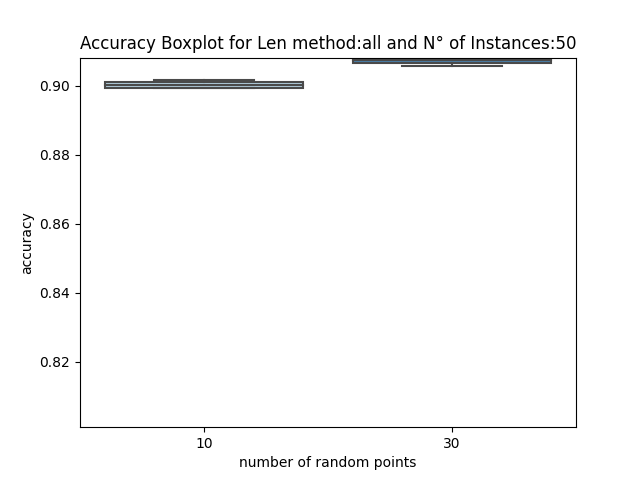 Accuracy Boxplot for Len method:all and N° of Instances:50
0.90
0.88
0.86
0.84
0.82
accuracy
10
30
number of random points